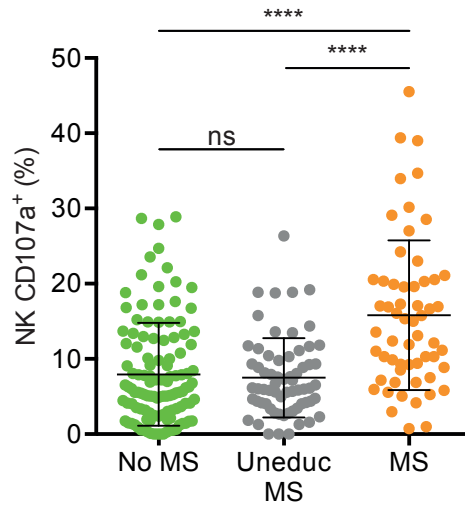 ****
****
ns
50
40
30
20
10
0
NK CD107a⁺ (%)
No MS
Uneduc
MS
MS